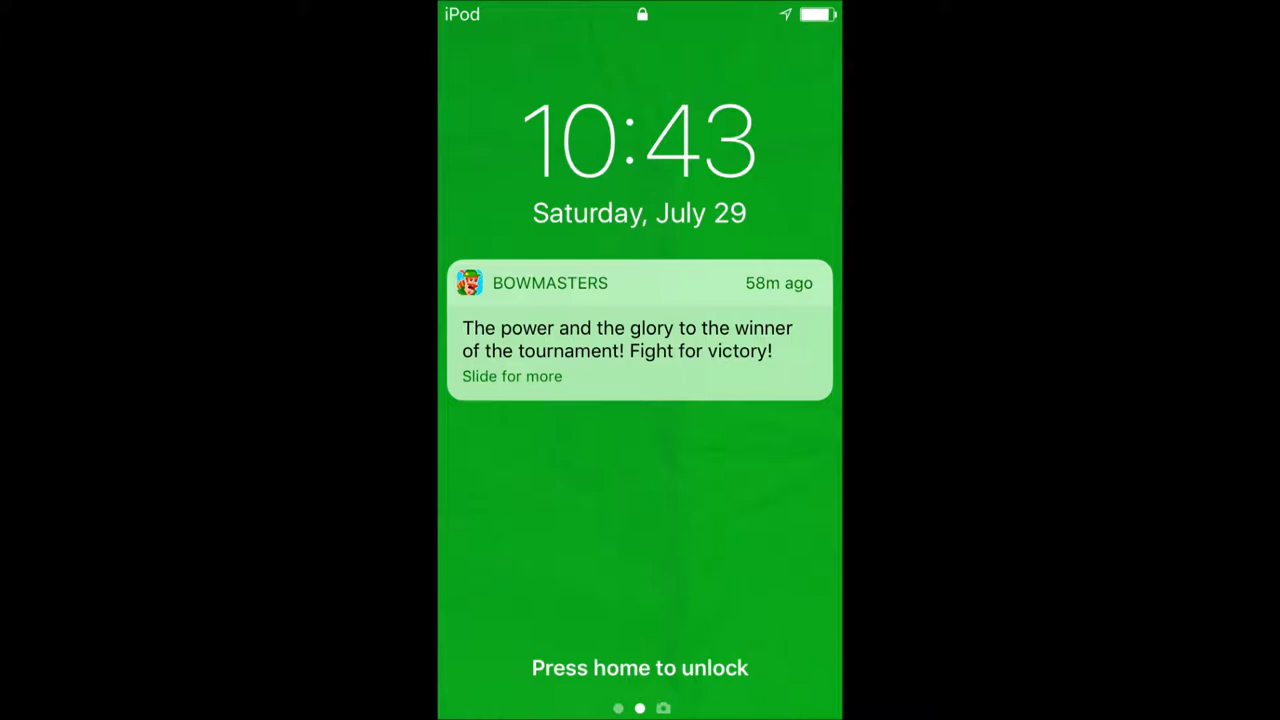 iPod
10:43
Saturday, July 29
BOWMASTERS 58m ago
The power and the glory to the winner
of the tournament! Fight for victory!
Slide for more
Press home to unlock